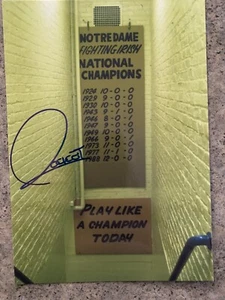 NOTRE DAME
FIGHTING IRISH
NATIONAL
CHAMPIONS
1924 10-0-0
1929 9-0-0
1930 10-0-0
1943 9-1-0
1946 8-0-1
1947 9-0-0
1949 10-0-0
1966 9-0-1
1973 11-0-0
1977 11-1-0
1988 12-0-0
PLAY LIKE
A CHAMPION
TODAY